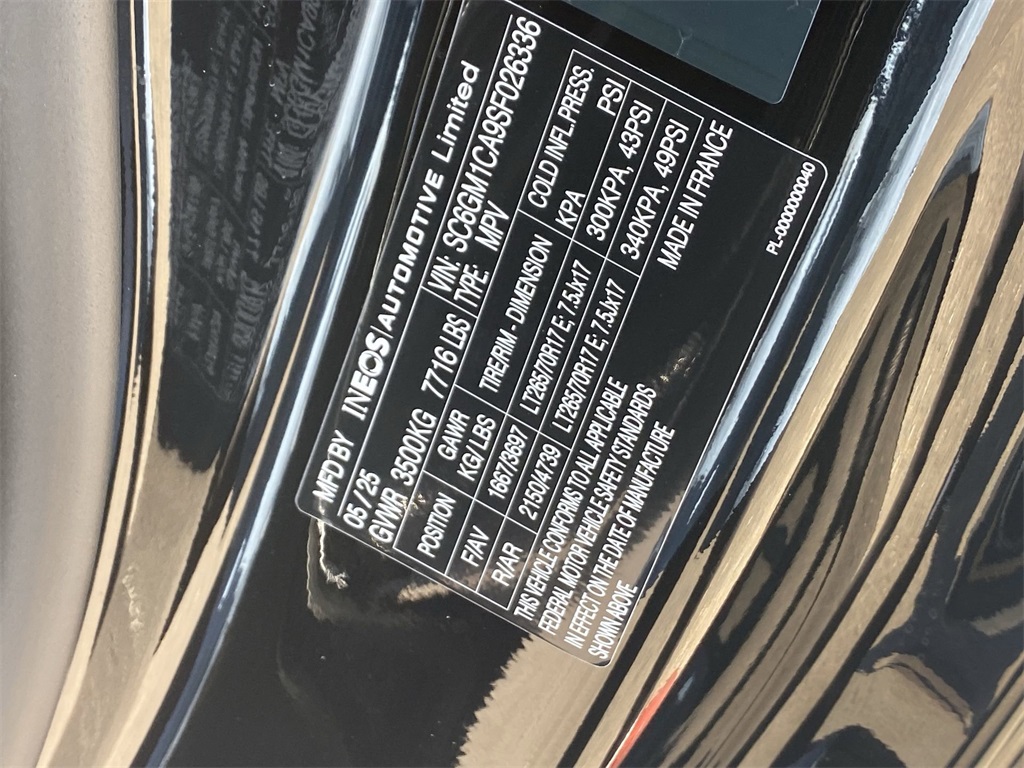 MFD BY INEOS AUTOMOTIVE Limited
05 / 25 VIN: SC6GM1CA9SF026336
GVWR 3500KG 7716 LBS TYPE: MPV
POSITION GAWR KG/ LBS TIRE/RIM - DIMENSION COLD INFL.PRESS. KPA PSI
F/AV 1667/3697 LT265/70R17 E; 7.5Jx17 300KPA, 43PSI
R/AR 2150/4739 LT265/70R17 E; 7.5Jx17 340KPA, 49PSI
THIS VEHICLE CONFORMS TO ALL APPLICABLE MADE IN FRANCE
FEDERAL MOTOR VEHICLE SAFETY STANDARDS
IN EFFECT ON THE DATE OF MANUFACTURE
SHOWN ABOVE
PL-0000000040